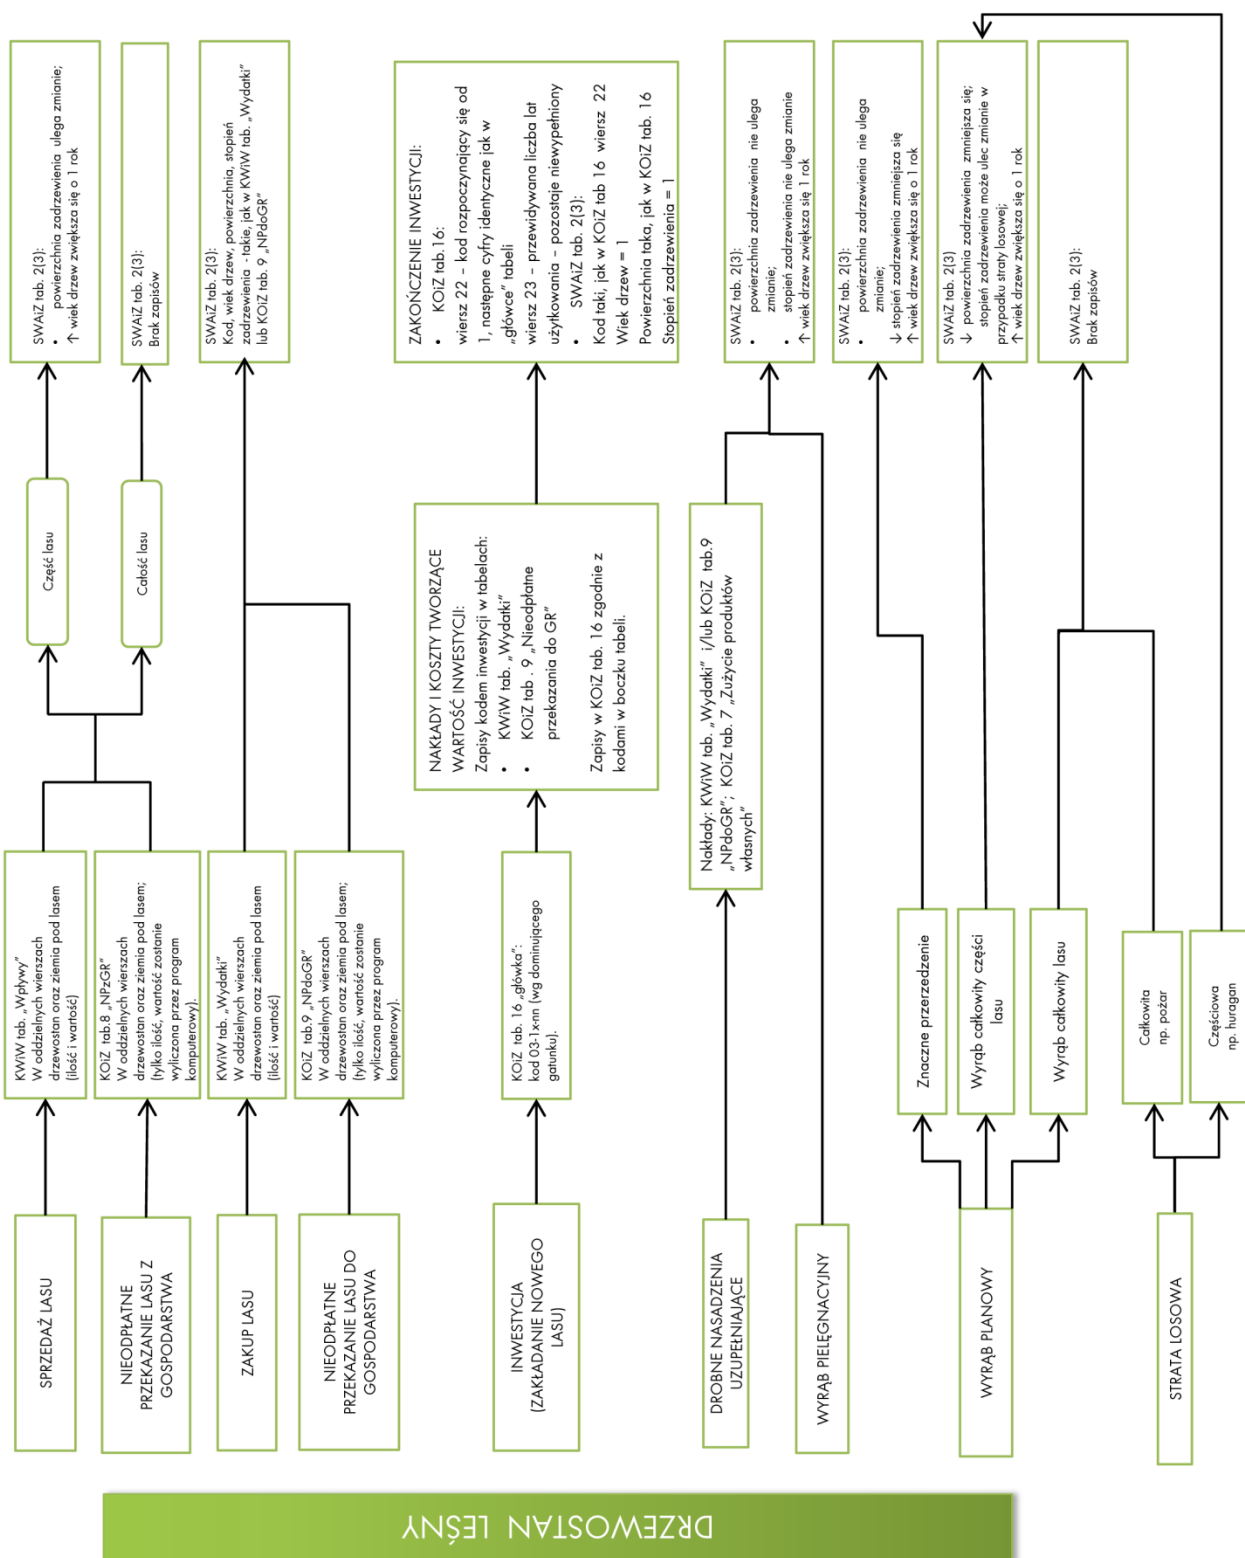 DRZEWOSTAN LEŚNY
SPRZEDAŻ LASU
KWiW tab. „Wpływy”
W oddzielnych wierszach
drzewostan oraz ziemia pod lasem
(ilość i wartość)
NIEODPŁATNE
PRZEKAZANIE LASU Z
GOSPODARSTWA
KOiZ tab.8 „NPzGR”
W oddzielnych wierszach
drzewostan oraz ziemia pod lasem;
(tylko ilość, wartość zostanie
wyliczona przez program
komputerowy).
Część lasu
SWAiZ tab. 2(3):
• powierzchnia zadrzewienia ulega zmianie;
↑ wiek drzew zwiększa się o 1 rok
Całość lasu
SWAiZ tab. 2(3):
Brak zapisów
ZAKUP LASU
KWiW tab. „Wydatki”
W oddzielnych wierszach
drzewostan oraz ziemia pod lasem
(ilość i wartość)
NIEODPŁATNE
PRZEKAZANIE LASU DO
GOSPODARSTWA
KOiZ tab.9 „NPdoGR”
W oddzielnych wierszach
drzewostan oraz ziemia pod lasem;
(tylko ilość, wartość zostanie
wyliczona przez program
komputerowy).
SWAiZ tab. 2(3):
Kod, wiek drzew, powierzchnia, stopień
zadrzewienia - takie, jak w KWiW tab. „Wydatki”
lub KOiZ tab. 9 „NPdoGR”
INWESTYCJA
(ZAKŁADANIE NOWEGO
LASU)
KOiZ tab. 16 „główka”:
kod 03-1x-nn (wg dominującego
gatunku).
NAKŁADY I KOSZTY TWORZĄCE
WARTOŚĆ INWESTYCJI:
Zapisy kodem inwestycji w tabelach:
• KWiW tab. „Wydatki”
• KOiZ tab . 9 „Nieodpłatne
przekazania do GR”
Zapisy w KOiZ tab. 16 zgodnie z
kodami w boczku tabeli.
ZAKOŃCZENIE INWESTYCJI:
• KOiZ tab.16:
wiersz 22 – kod rozpoczynający się od
1, następne cyfry identyczne jak w
„główce” tabeli
wiersz 23 – przewidywana liczba lat
użytkowania – pozostaje niewypełniony
• SWAiZ tab. 2(3):
Kod taki, jak w KOiZ tab 16 wiersz 22
Wiek drzew = 1
Powierzchnia taka, jak w KOiZ tab. 16
Stopień zadrzewienia = 1
DROBNE NASADZENIA
UZUPEŁNIAJĄCE
Nakłady: KWiW tab. „Wydatki” i/lub KOiZ tab.9
„NPdoGR”; KOiZ tab. 7 „Zużycie produktów
własnych”
WYRĄB PIELĘGNACYJNY
SWAiZ tab. 2(3):
• powierzchnia zadrzewienia nie ulega
zmianie;
• stopień zadrzewienia nie ulega zmianie
↑ wiek drzew zwiększa się 1 rok
WYRĄB PLANOWY
Znaczne przerzedzenie
SWAiZ tab. 2(3):
• powierzchnia zadrzewienia nie ulega
zmianie;
↓ stopień zadrzewienia zmniejsza się
↑ wiek drzew zwiększa się o 1 rok
Wyrąb całkowity części
lasu
SWAiZ tab. 2(3)
↓ powierzchnia zadrzewienia zmniejsza się;
stopień zadrzewienia może ulec zmianie w
przypadku straty losowej;
↑ wiek drzew zwiększa się o 1 rok
Wyrąb całkowity lasu
SWAiZ tab. 2(3):
Brak zapisów
STRATA LOSOWA
Całkowita
np. pożar
Częściowa
np. huragan